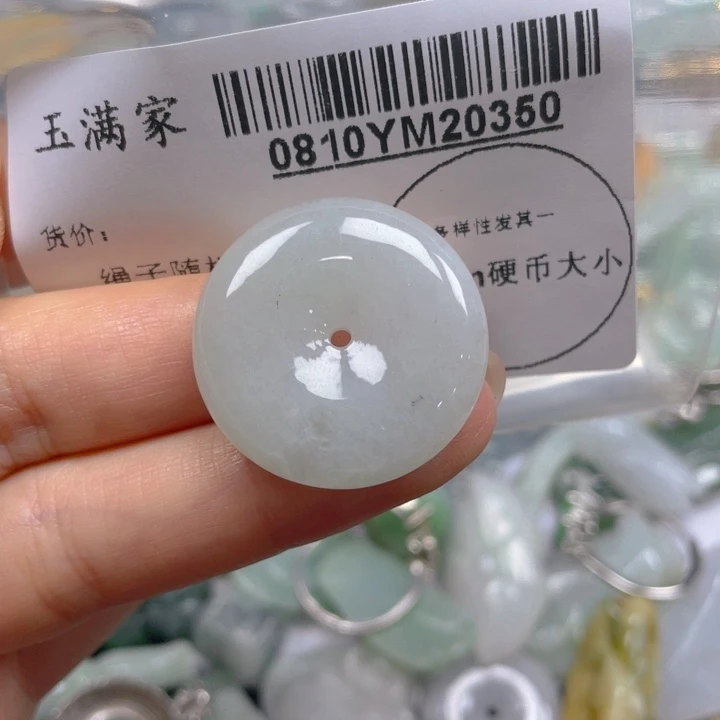 玉满家
0810YM20350
货价：
多样性发其一
绳子随
硬币大小